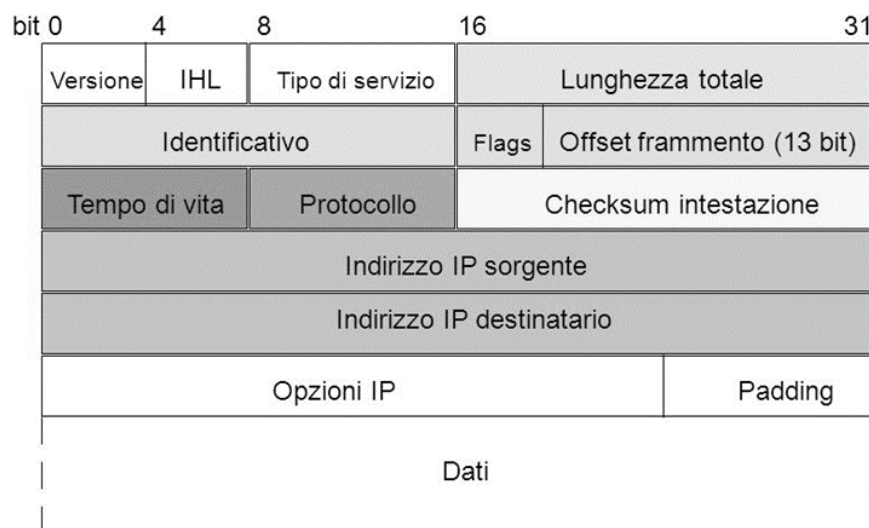 bit 0 4 8 16 31
Versione IHL Tipo di servizio Lunghezza totale
Identificativo Flags Offset frammento (13 bit)
Tempo di vita Protocollo Checksum intestazione
Indirizzo IP sorgente
Indirizzo IP destinatario
Opzioni IP Padding
Dati